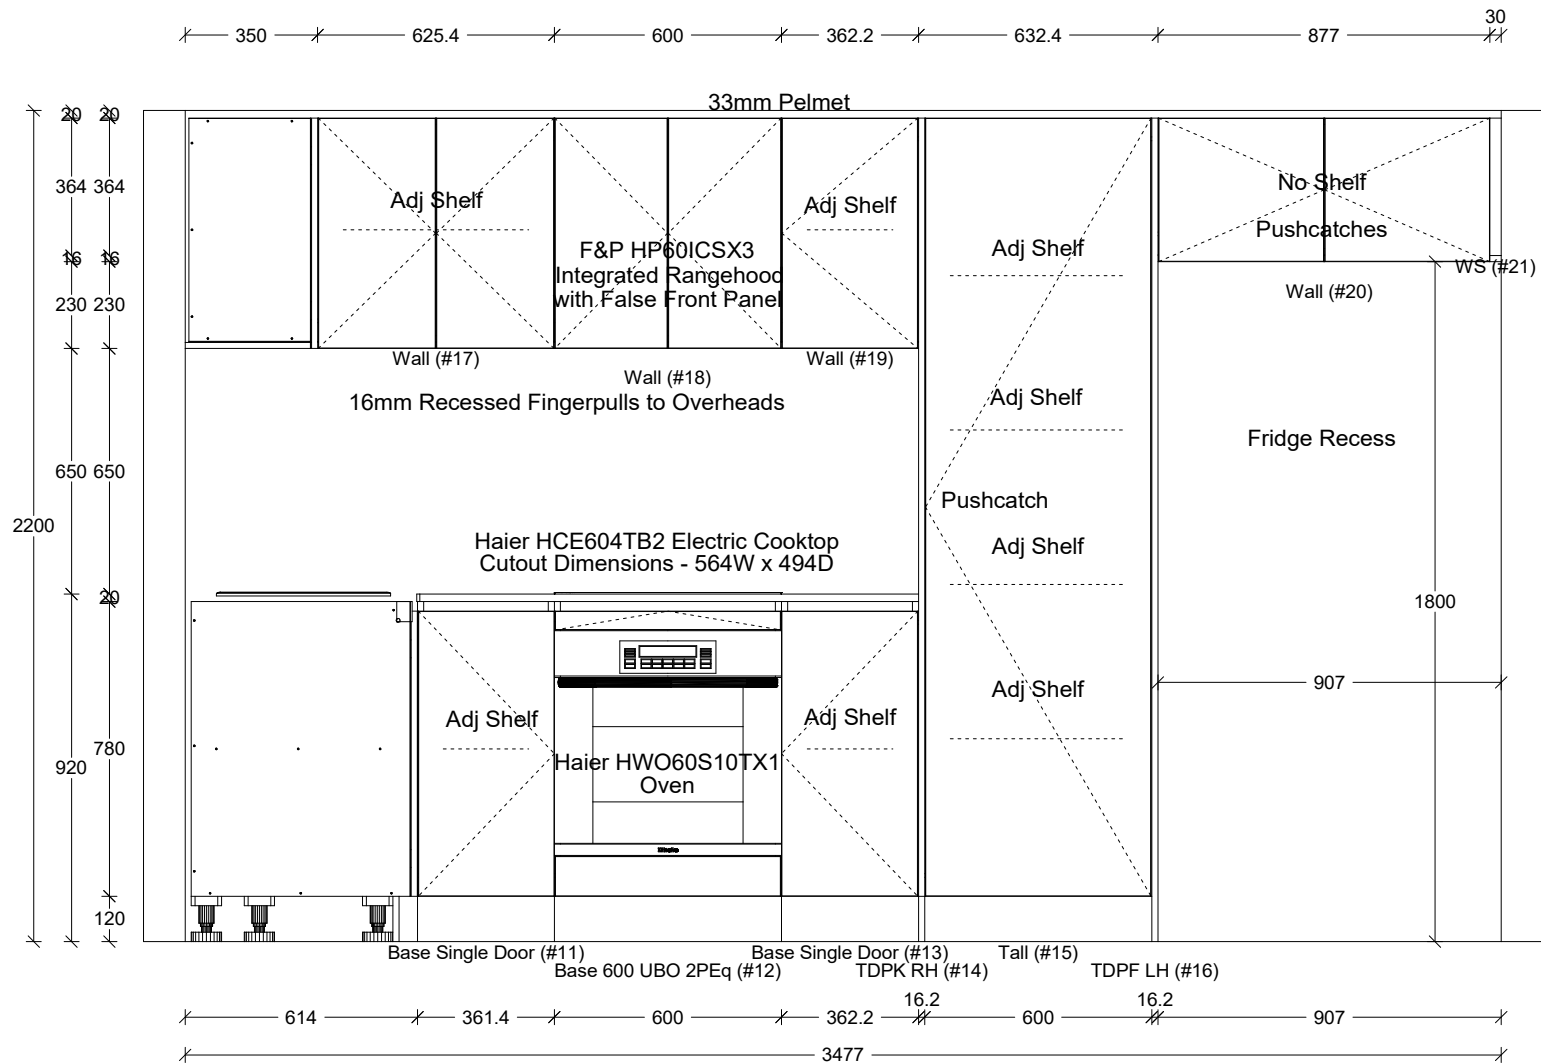 30
350
625.4
600
362.2
632.4
877
33mm Pelmet
20
20
364
364
Adj Shelf
Adj Shelf
No Shelf
Pushcatches
F&P HP60ICSX3
Integrated Rangehood
with False Front Panel
Adj Shelf
16
16
WS (#21)
230
230
Wall (#20)
Wall (#17)
Wall (#18)
Wall (#19)
16mm Recessed Fingerpulls to Overheads
Adj Shelf
Fridge Recess
650
650
Pushcatch
2200
Haier HCE604TB2 Electric Cooktop
Cutout Dimensions - 564W x 494D
Adj Shelf
20
1800
907
Adj Shelf
Adj Shelf
Adj Shelf
780
920
Haier HWO60S10TX1
Oven
120
Base Single Door (#11)
Base Single Door (#13)
Tall (#15)
Base 600 UBO 2PEq (#12)
TDPK RH (#14)
TDPF LH (#16)
16.2
16.2
614
361.4
600
362.2
600
907
3477